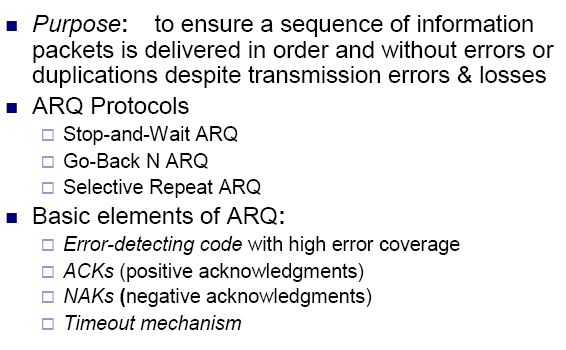 Purpose: to ensure a sequence of information
packets is delivered in order and without errors or
duplications despite transmission errors & losses
ARQ Protocols
Stop-and-Wait ARQ
Go-Back N ARQ
Selective Repeat ARQ
Basic elements of ARQ:
Error-detecting code with high error coverage
ACKs (positive acknowledgments)
NAKs (negative acknowledgments)
Timeout mechanism